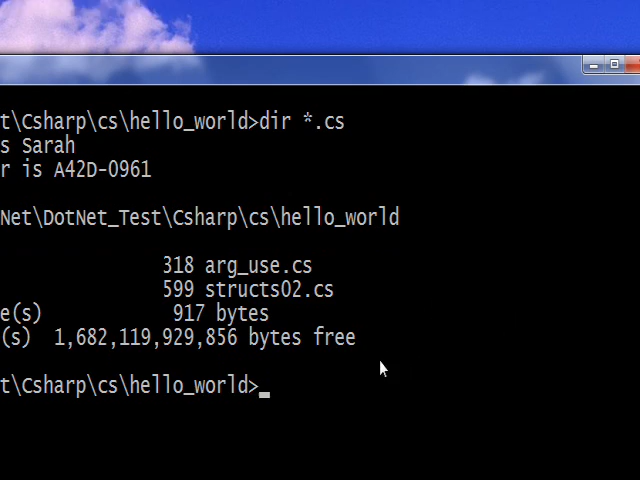 t\Csharp\cs\hello_world>dir *.cs
s Sarah
r is A42D-0961
Net\DotNet_Test\Csharp\cs\hello_world
318 arg_use.cs
599 structs02.cs
e(s) 917 bytes
(s) 1,682,119,929,856 bytes free
t\Csharp\cs\hello_world>_